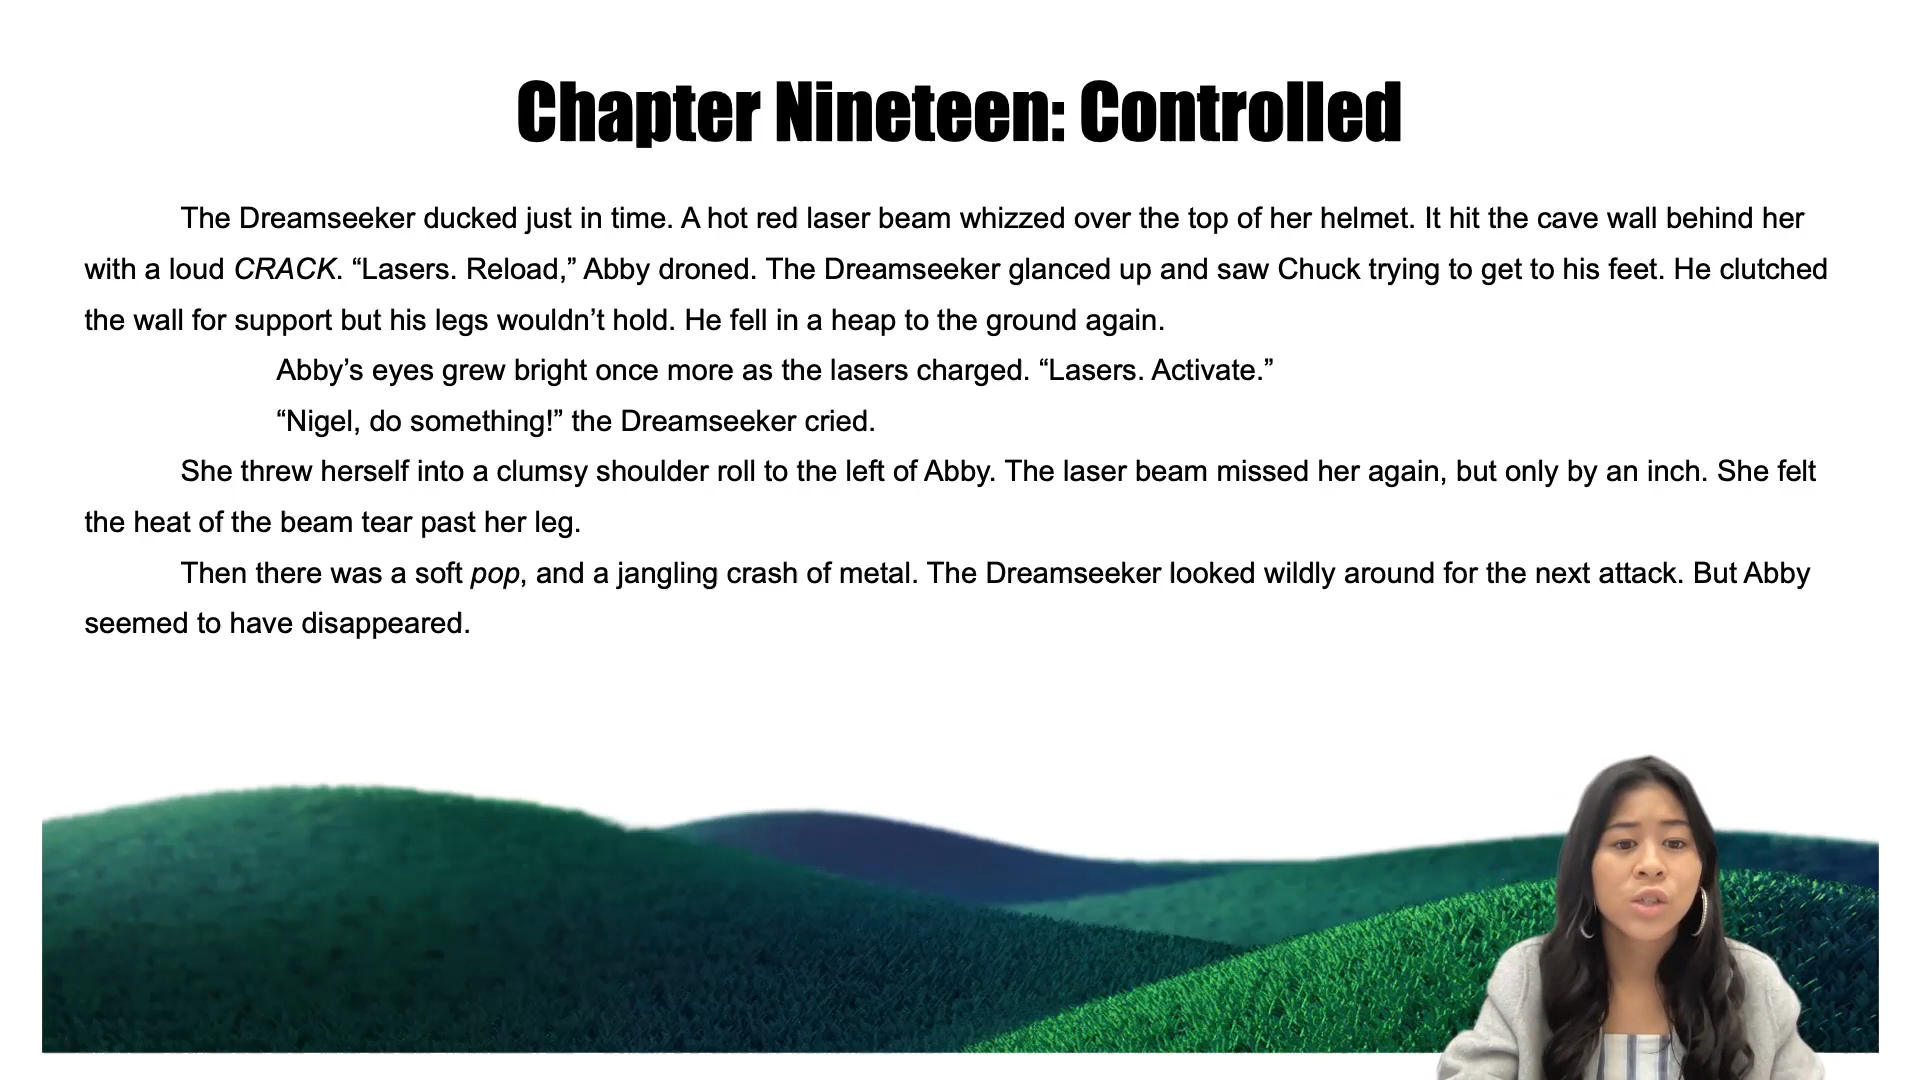 Chapter Nineteen: Controlled
The Dreamseeker ducked just in time. A hot red laser beam whizzed over the top of her helmet. It hit the cave wall behind her
with a loud CRACK. “Lasers. Reload,” Abby droned. The Dreamseeker glanced up and saw Chuck trying to get to his feet. He clutched
the wall for support but his legs wouldn’t hold. He fell in a heap to the ground again.
Abby’s eyes grew bright once more as the lasers charged. “Lasers. Activate.”
“Nigel, do something!” the Dreamseeker cried.
She threw herself into a clumsy shoulder roll to the left of Abby. The laser beam missed her again, but only by an inch. She felt
the heat of the beam tear past her leg.
Then there was a soft pop, and a jangling crash of metal. The Dreamseeker looked wildly around for the next attack. But Abby
seemed to have disappeared.